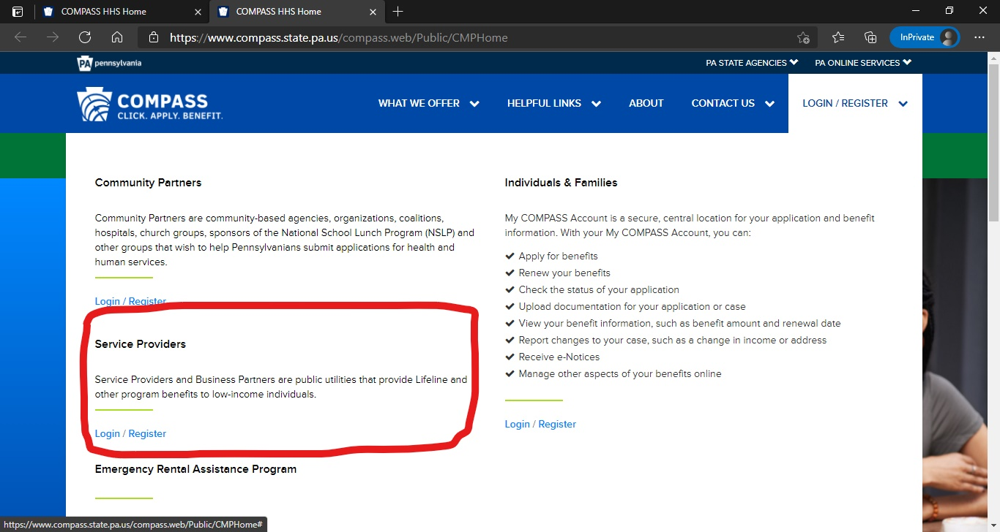 COMPASS HHS Home
COMPASS HHS Home
https://www.compass.state.pa.us/compass.web/Public/CMPHome
InPrivate
PA pennsylvania
PA STATE AGENCIES
PA ONLINE SERVICES
COMPASS
CLICK. APPLY. BENEFIT.
WHAT WE OFFER
HELPFUL LINKS
ABOUT
CONTACT US
LOGIN / REGISTER
Community Partners
Community Partners are community-based agencies, organizations, coalitions,
hospitals, church groups, sponsors of the National School Lunch Program (NSLP) and
other groups that wish to help Pennsylvanians submit applications for health and
human services.
Login / Register
Service Providers
Service Providers and Business Partners are public utilities that provide Lifeline and
other program benefits to low-income individuals.
Login / Register
Emergency Rental Assistance Program
Individuals & Families
My COMPASS Account is a secure, central location for your application and benefit
information. With your My COMPASS Account, you can:
Apply for benefits
Renew your benefits
Check the status of your application
Upload documentation for your application or case
View your benefit information, such as benefit amount and renewal date
Report changes to your case, such as a change in income or address
Receive e-Notices
Manage other aspects of your benefits online
Login / Register
https://www.compass.state.pa.us/compass.web/Public/CMPHome#